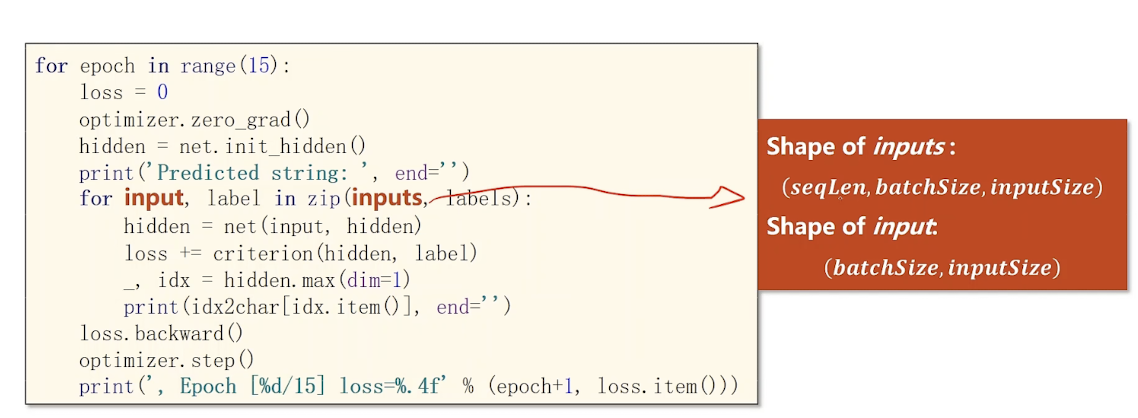 for epoch in range(15):
    loss = 0
    optimizer.zero_grad()
    hidden = net.init_hidden()
    print('Predicted string: ', end='')
    for input, label in zip(inputs, labels):
        hidden = net(input, hidden)
        loss += criterion(hidden, label)
        _, idx = hidden.max(dim=1)
        print(idx2char[idx.item()], end='')
    loss.backward()
    optimizer.step()
    print(', Epoch [%d/15] loss=%.4f' % (epoch+1, loss.item()))
Shape of inputs:
(seqLen, batchSize, inputSize)
Shape of input:
(batchSize, inputSize)